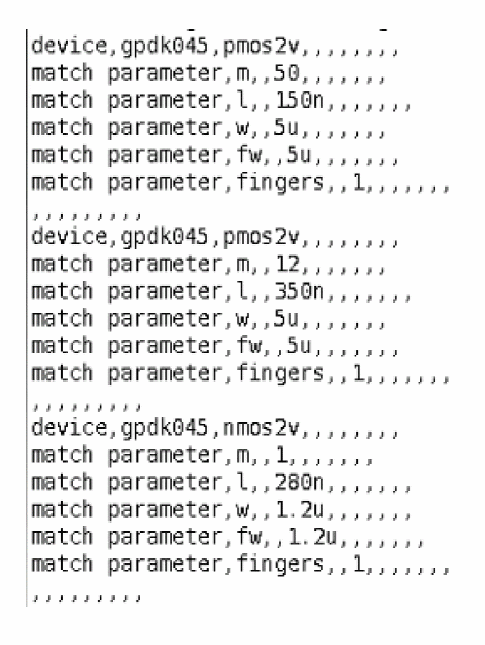 device,gpdk045,pmos2v,,,,,,,,
match parameter,m,,50,,,,,,,
match parameter,l,,150n,,,,,,,
match parameter,w,,5u,,,,,,,
match parameter,fw,,5u,,,,,,,
match parameter,fingers,,1,,,,,,,
,,,,,,,,,
device,gpdk045,pmos2v,,,,,,,,
match parameter,m,,12,,,,,,,
match parameter,l,,350n,,,,,,,
match parameter,w,,5u,,,,,,,
match parameter,fw,,5u,,,,,,,
match parameter,fingers,,1,,,,,,,
,,,,,,,,,
device,gpdk045,nmos2v,,,,,,,,
match parameter,m,,1,,,,,,,
match parameter,l,,280n,,,,,,,
match parameter,w,,1.2u,,,,,,,
match parameter,fw,,1.2u,,,,,,,
match parameter,fingers,,1,,,,,,,
,,,,,,,,,